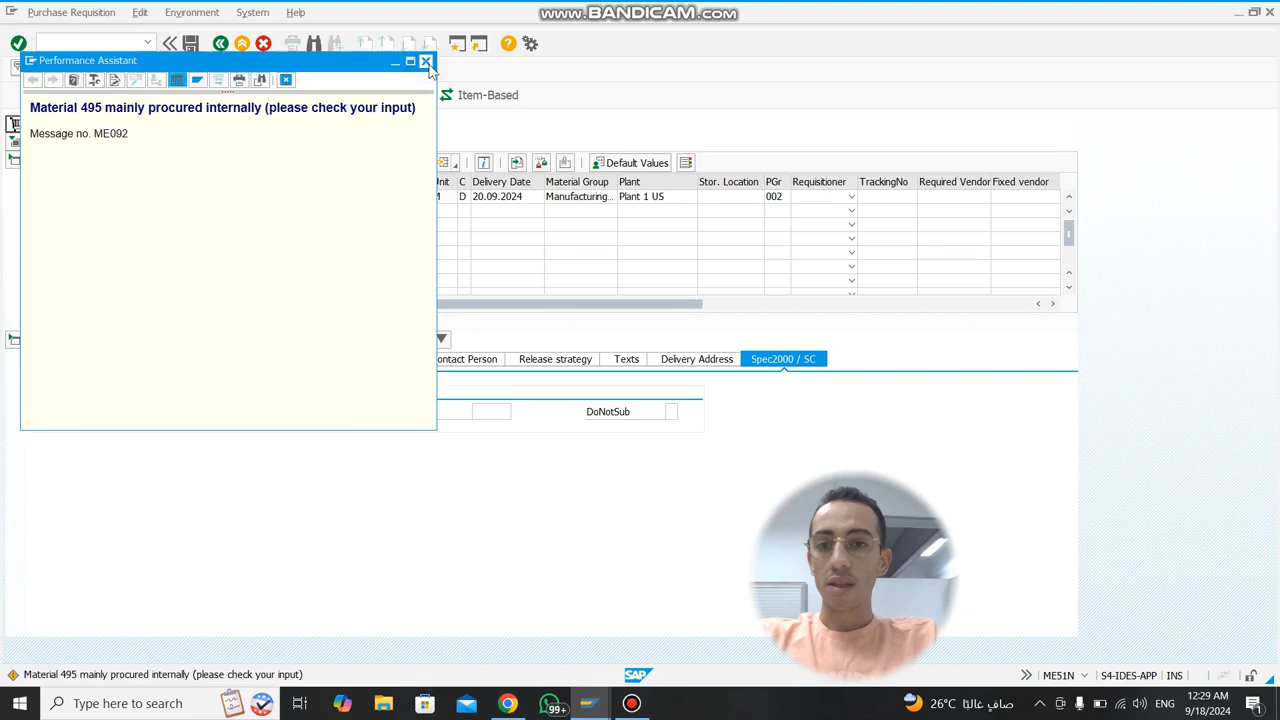 Purchase Requisition Edit Environment System Help
www.BANDICAM.com
Performance Assistant
Material 495 mainly procured internally (please check your input)
Message no. ME092
Item-Based
Default Values
C Delivery Date Material Group Plant Stor. Location PGr Requisitioner TrackingNo Required Vendor Fixed vendor
M D 20.09.2024 Manufacturing... Plant 1 US 002
Release strategy Texts Delivery Address Spec2000 / SC
DoNotSub
Material 495 mainly procured internally (please check your input)
SAP
ME51N S4-IDES-APP INS
Type here to search
99+
26°C صافٍ غالبًا
ENG
12:29 AM
9/18/2024